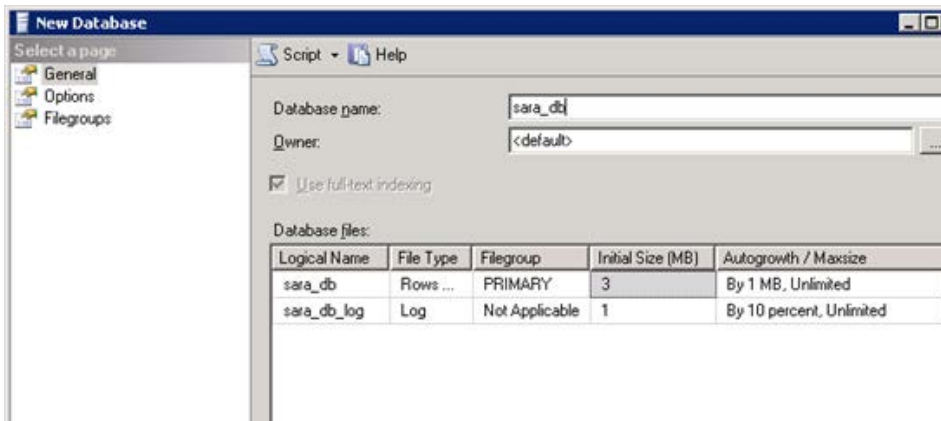 New Database
Select a page
General
Options
Filegroups
Script Help
Database name: sara_db
Owner: <default> ...
Use full-text indexing
Database files:
Logical Name File Type Filegroup Initial Size (MB) Autogrowth / Maxsize
sara_db Rows ... PRIMARY 3 By 1 MB, Unlimited
sara_db_log Log Not Applicable 1 By 10 percent, Unlimited